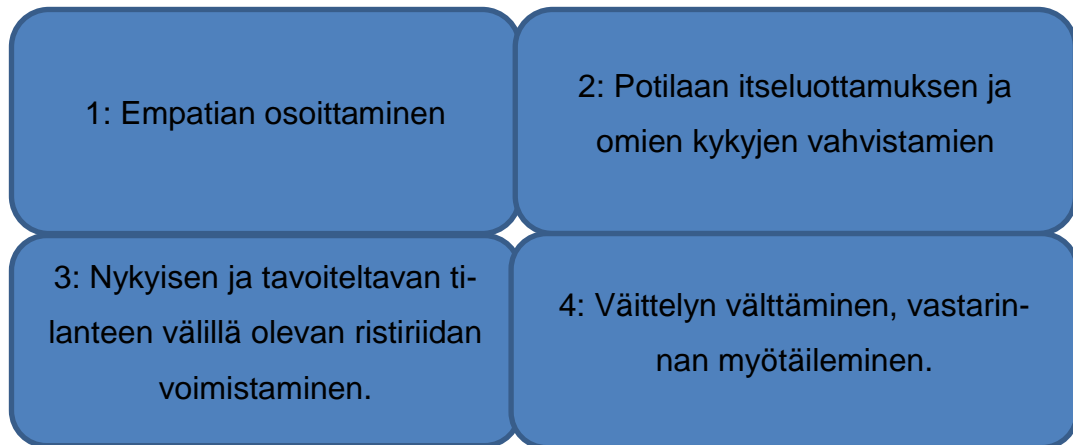 1: Empatian osoittaminen
2: Potilaan itseluottamuksen ja
omien kykyjen vahvistamien
3: Nykyisen ja tavoiteltavan ti-
lanteen välillä olevan ristiriidan
voimistaminen.
4: Väittelyn välttäminen, vastarin-
nan myötäileminen.